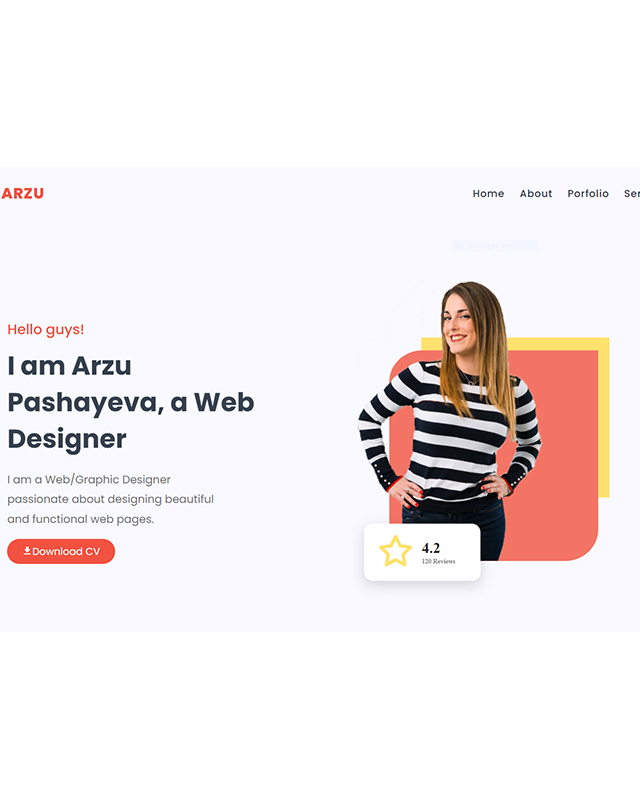 ARZU
Home About Porfolio Ser
Hello guys!
I am Arzu
Pashayeva, a Web
Designer
I am a Web/Graphic Designer
passionate about designing beautiful
and functional web pages.
Download CV
4.2
120 Reviews